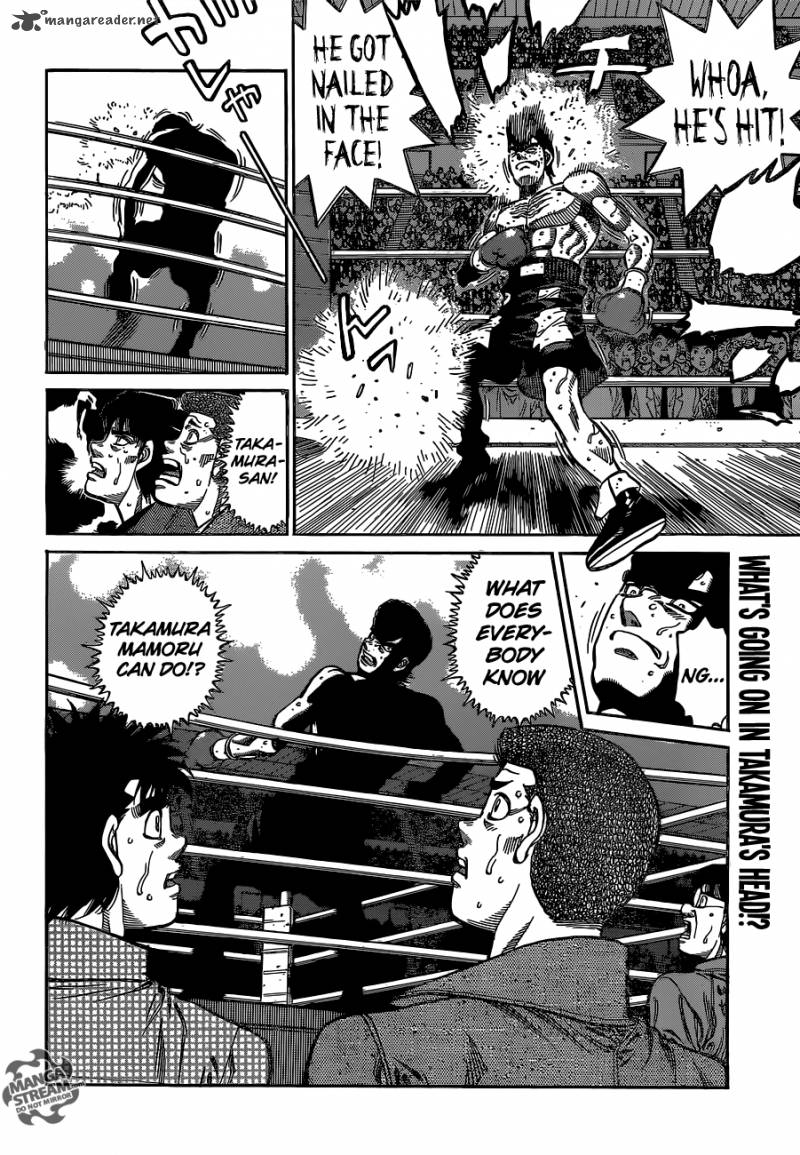 mangareader.net
WHOA,
HE'S HIT!
HE GOT
NAILED
IN THE
FACE!
TAKA-
MURA-
SAN!
NG...
WHAT
DOES
EVERY-
BODY
KNOW
TAKAMURA
MAMORU
CAN DO!?
WHAT'S GOING ON IN TAKAMURA'S HEAD!?
MANGA
STREAM
DO NOT MIRROR